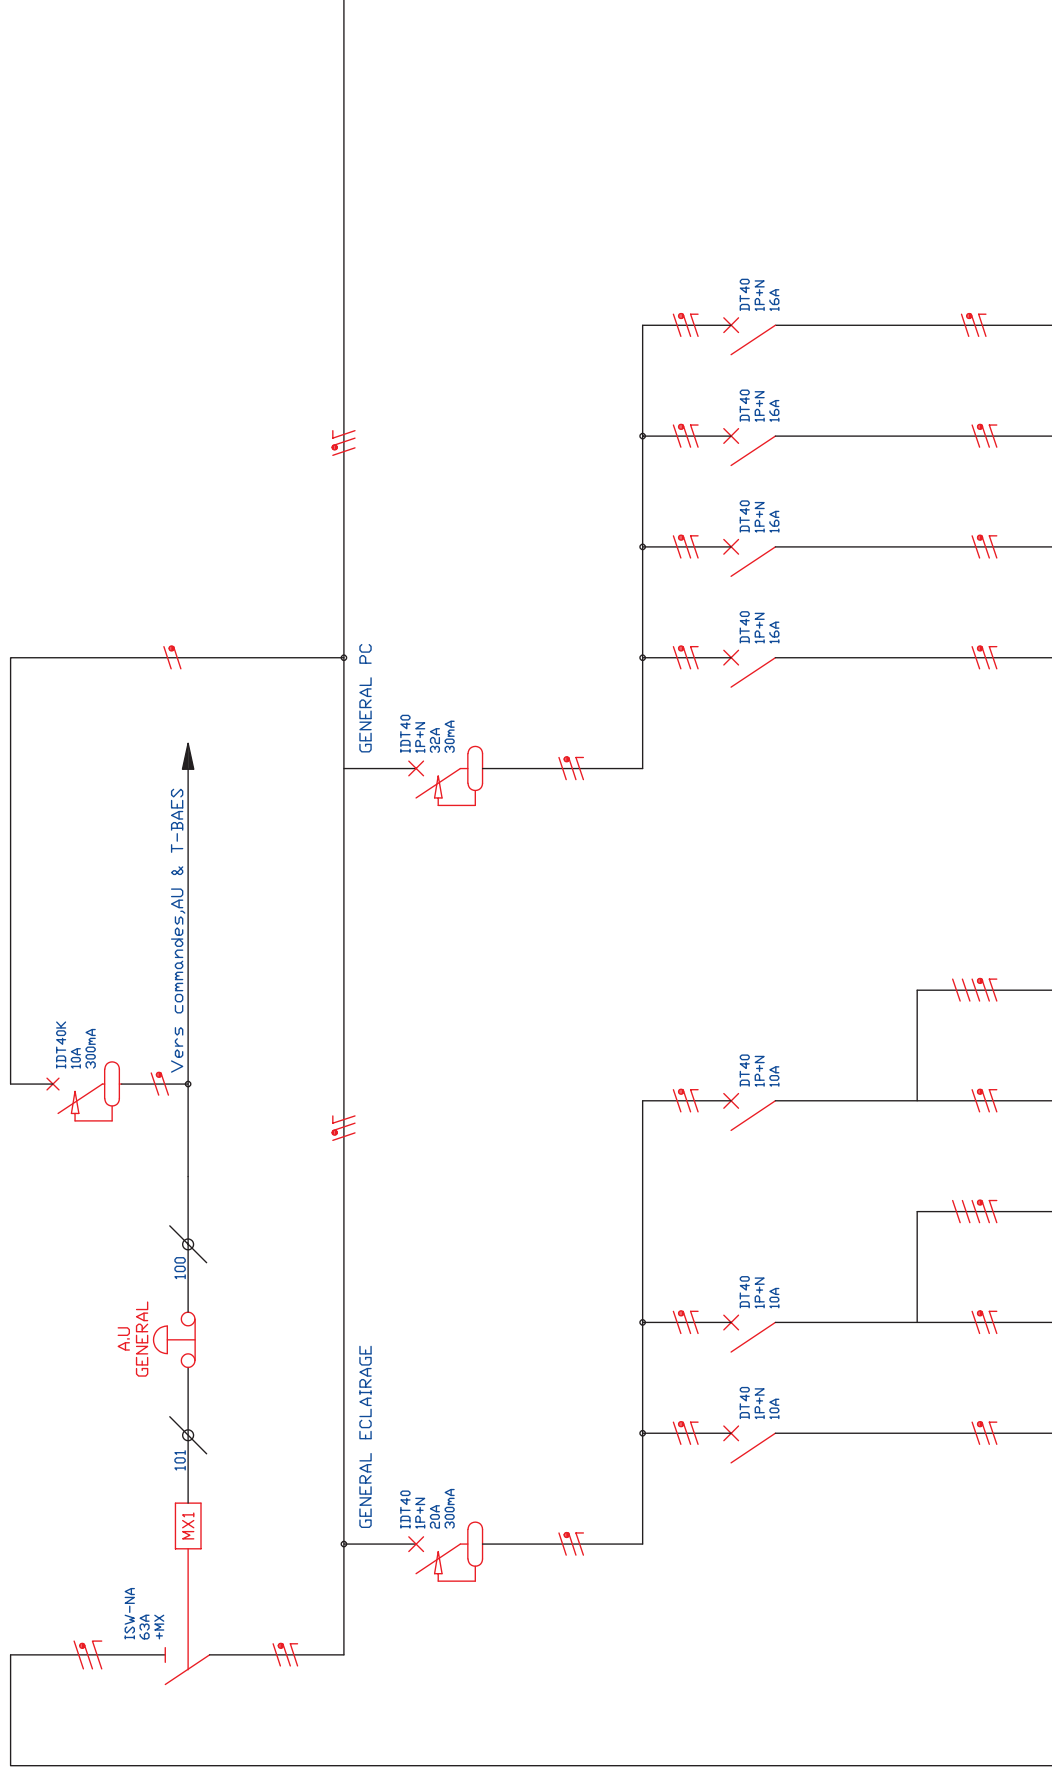 ISW-NA
63A
+MX
MX1
101
A.U
GENERAL
100
IDT40K
10A
300mA
Vers commandes,AU & T-BAES
GENERAL ECLAIRAGE
IDT40
1P+N
20A
300mA
GENERAL PC
IDT40
1P+N
32A
30mA
DT40
1P+N
10A
DT40
1P+N
10A
DT40
1P+N
10A
DT40
1P+N
16A
DT40
1P+N
16A
DT40
1P+N
16A
DT40
1P+N
16A